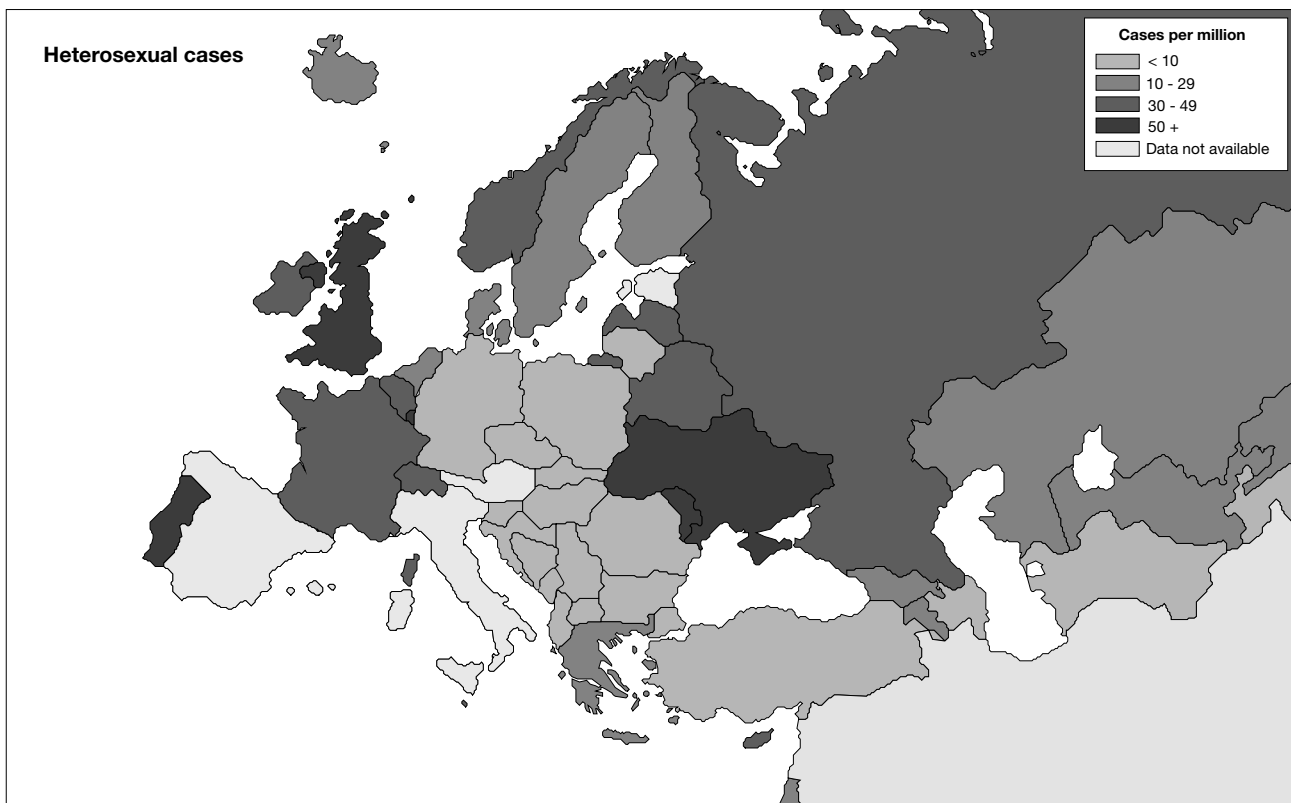 Heterosexual cases
Cases per million
< 10
10 - 29
30 - 49
50 +
Data not available